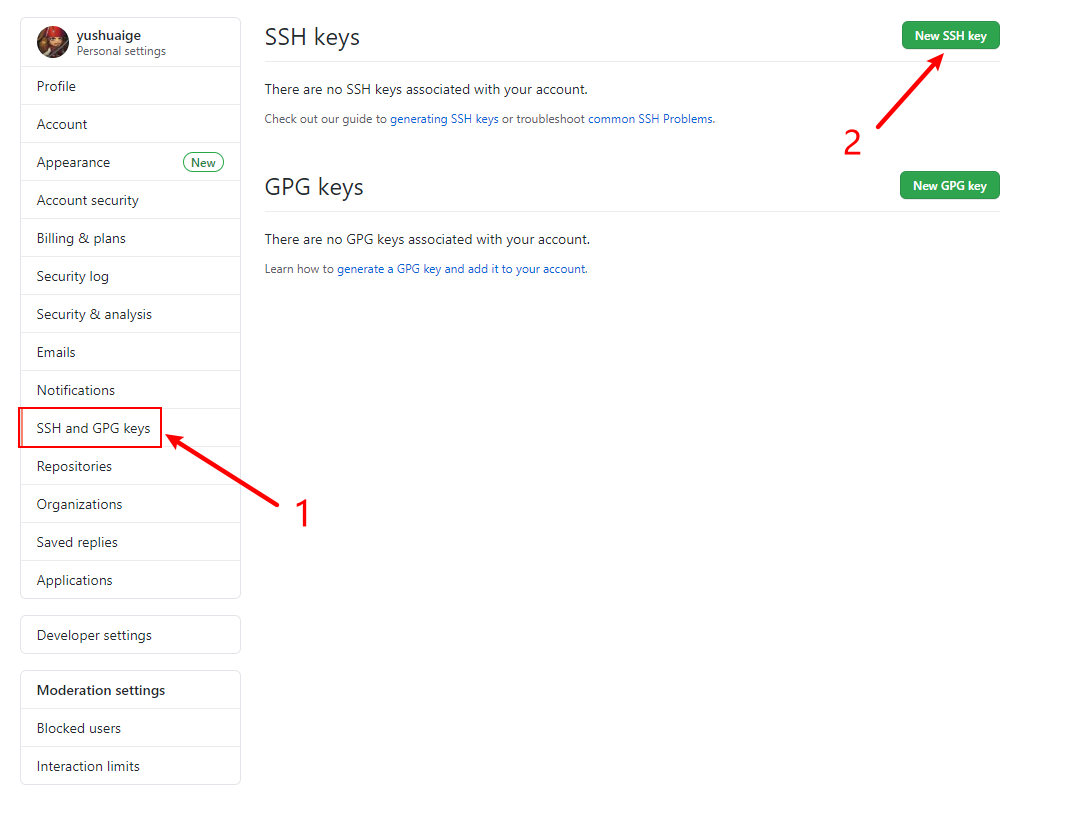 yushuaige
Personal settings
Profile
Account
Appearance New
Account security
Billing & plans
Security log
Security & analysis
Emails
Notifications
SSH and GPG keys
Repositories
Organizations
Saved replies
Applications
Developer settings
Moderation settings
Blocked users
Interaction limits
1
SSH keys
New SSH key
There are no SSH keys associated with your account.
Check out our guide to generating SSH keys or troubleshoot common SSH Problems.
2
GPG keys
New GPG key
There are no GPG keys associated with your account.
Learn how to generate a GPG key and add it to your account.